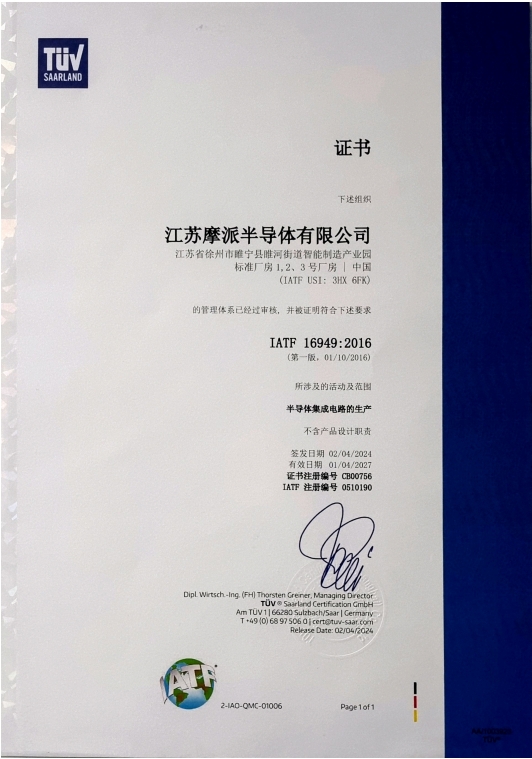 TÜV
SAARLAND
证书
下述组织
江苏摩派半导体有限公司
江苏省徐州市睢宁县睢河街道智能制造产业园
标准厂房 1,2、3 号厂房 | 中国
(IATF USI: 3HX 6FK)
的管理体系已经过审核, 并被证明符合下述要求
IATF 16949:2016
(第一版, 01/10/2016)
所涉及的活动及范围
半导体集成电路的生产
不含产品设计职责
签发日期 02/04/2024
有效日期 01/04/2027
证书注册编号 CB00756
IATF 注册编号 0510190
Dipl. Wirtsch.-Ing. (FH) Thorsten Greiner, Managing Director
TÜV ® Saarland Certification GmbH
Am TÜV 1 | 66280 Sulzbach/Saar | Germany
T +49 (0) 68 97 506 0 | cert@tuv-saar.com
Release Date: 02/04/2024
IATF
2-IAO-QMC-01006
Page 1 of 1